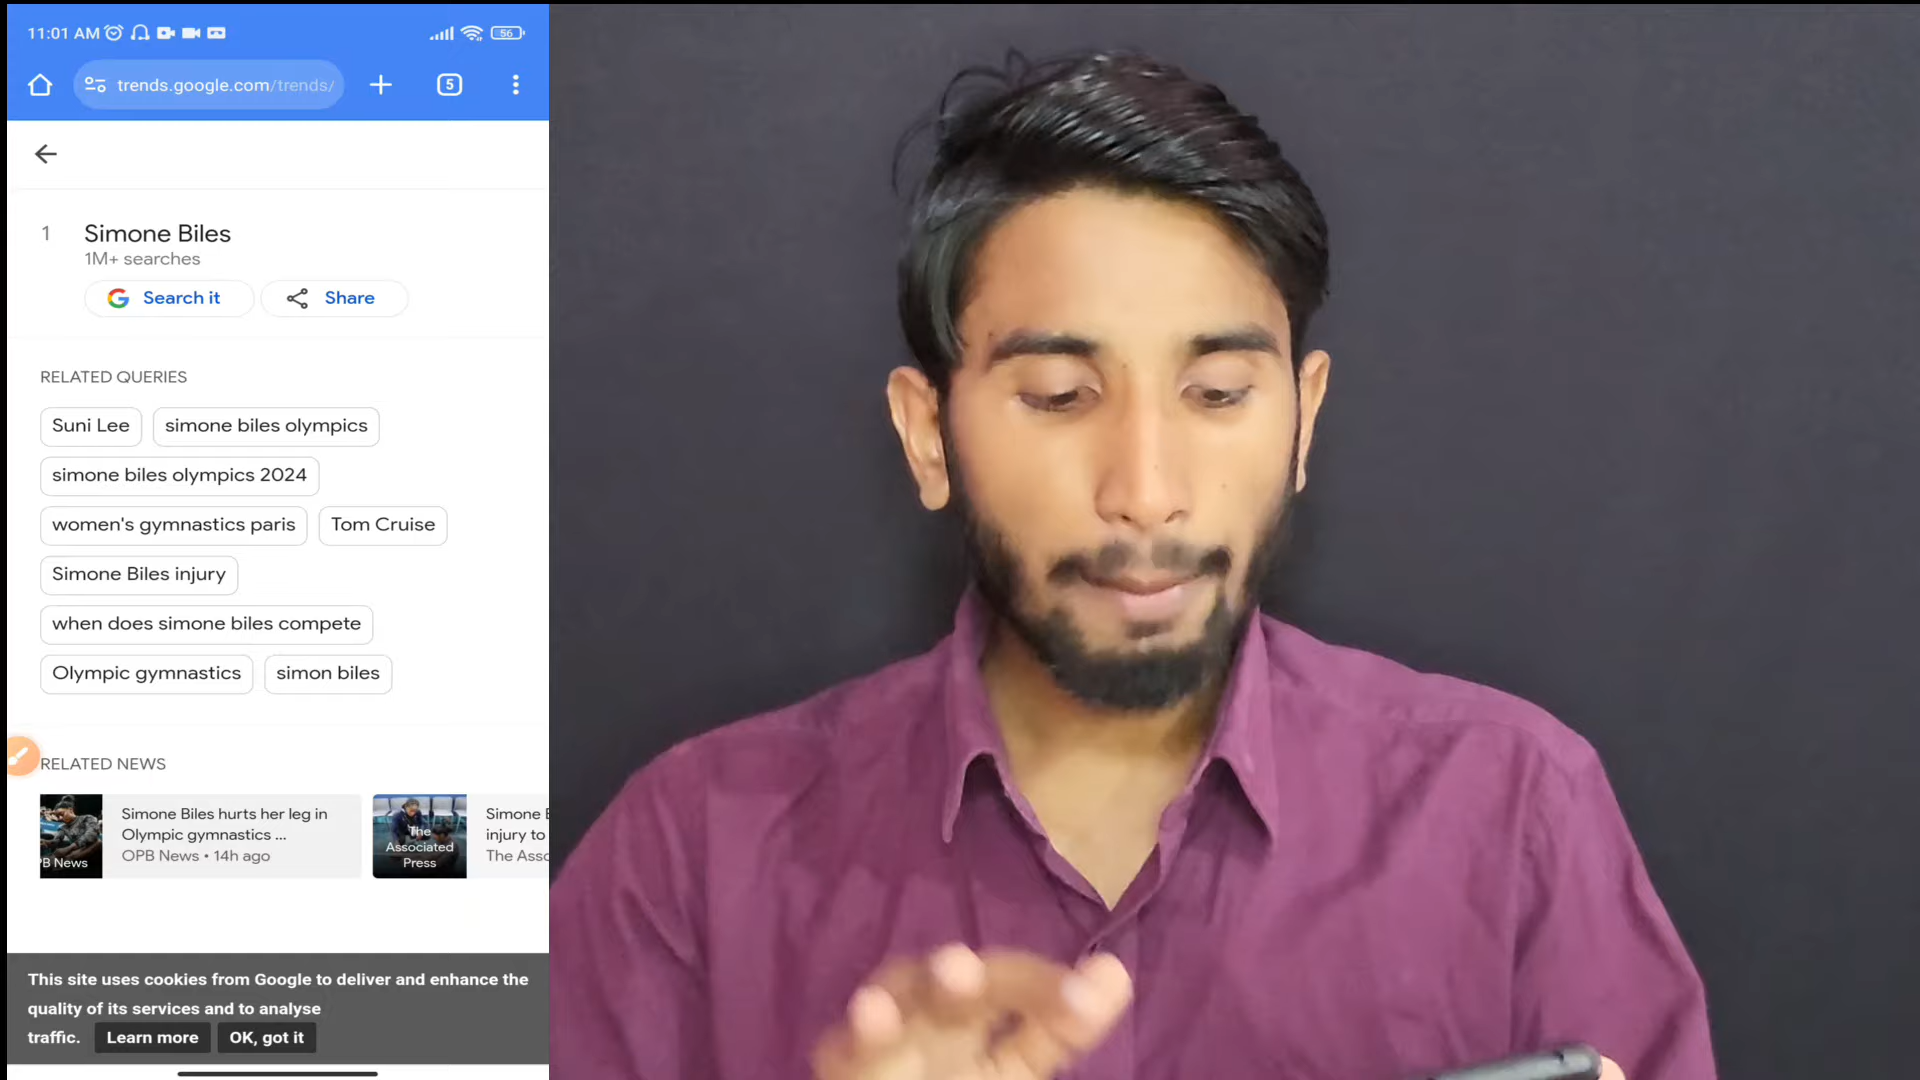 11:01 AM
56
trends.google.com/trends/
5
1
Simone Biles
1M+ searches
Search it
Share
RELATED QUERIES
Suni Lee
simone biles olympics
simone biles olympics 2024
women's gymnastics paris
Tom Cruise
Simone Biles injury
when does simone biles compete
Olympic gymnastics
simon biles
RELATED NEWS
Simone Biles hurts her leg in
Olympic gymnastics ...
OPB News • 14h ago
B News
The
Associated
Press
Simone
injury to
The
This site uses cookies from Google to deliver and enhance the
quality of its services and to analyse
traffic.
Learn more
OK, got it